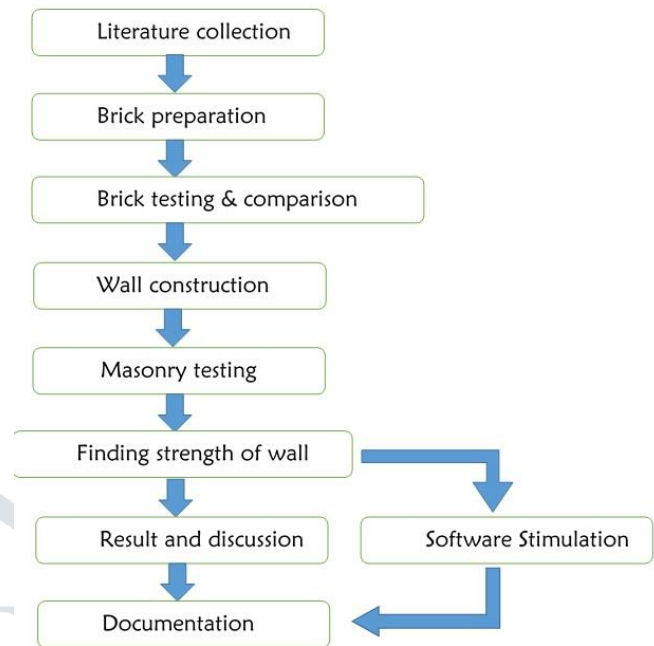 Literature collection
Brick preparation
Brick testing & comparison
Wall construction
Masonry testing
Finding strength of wall
Result and discussion
Software Stimulation
Documentation